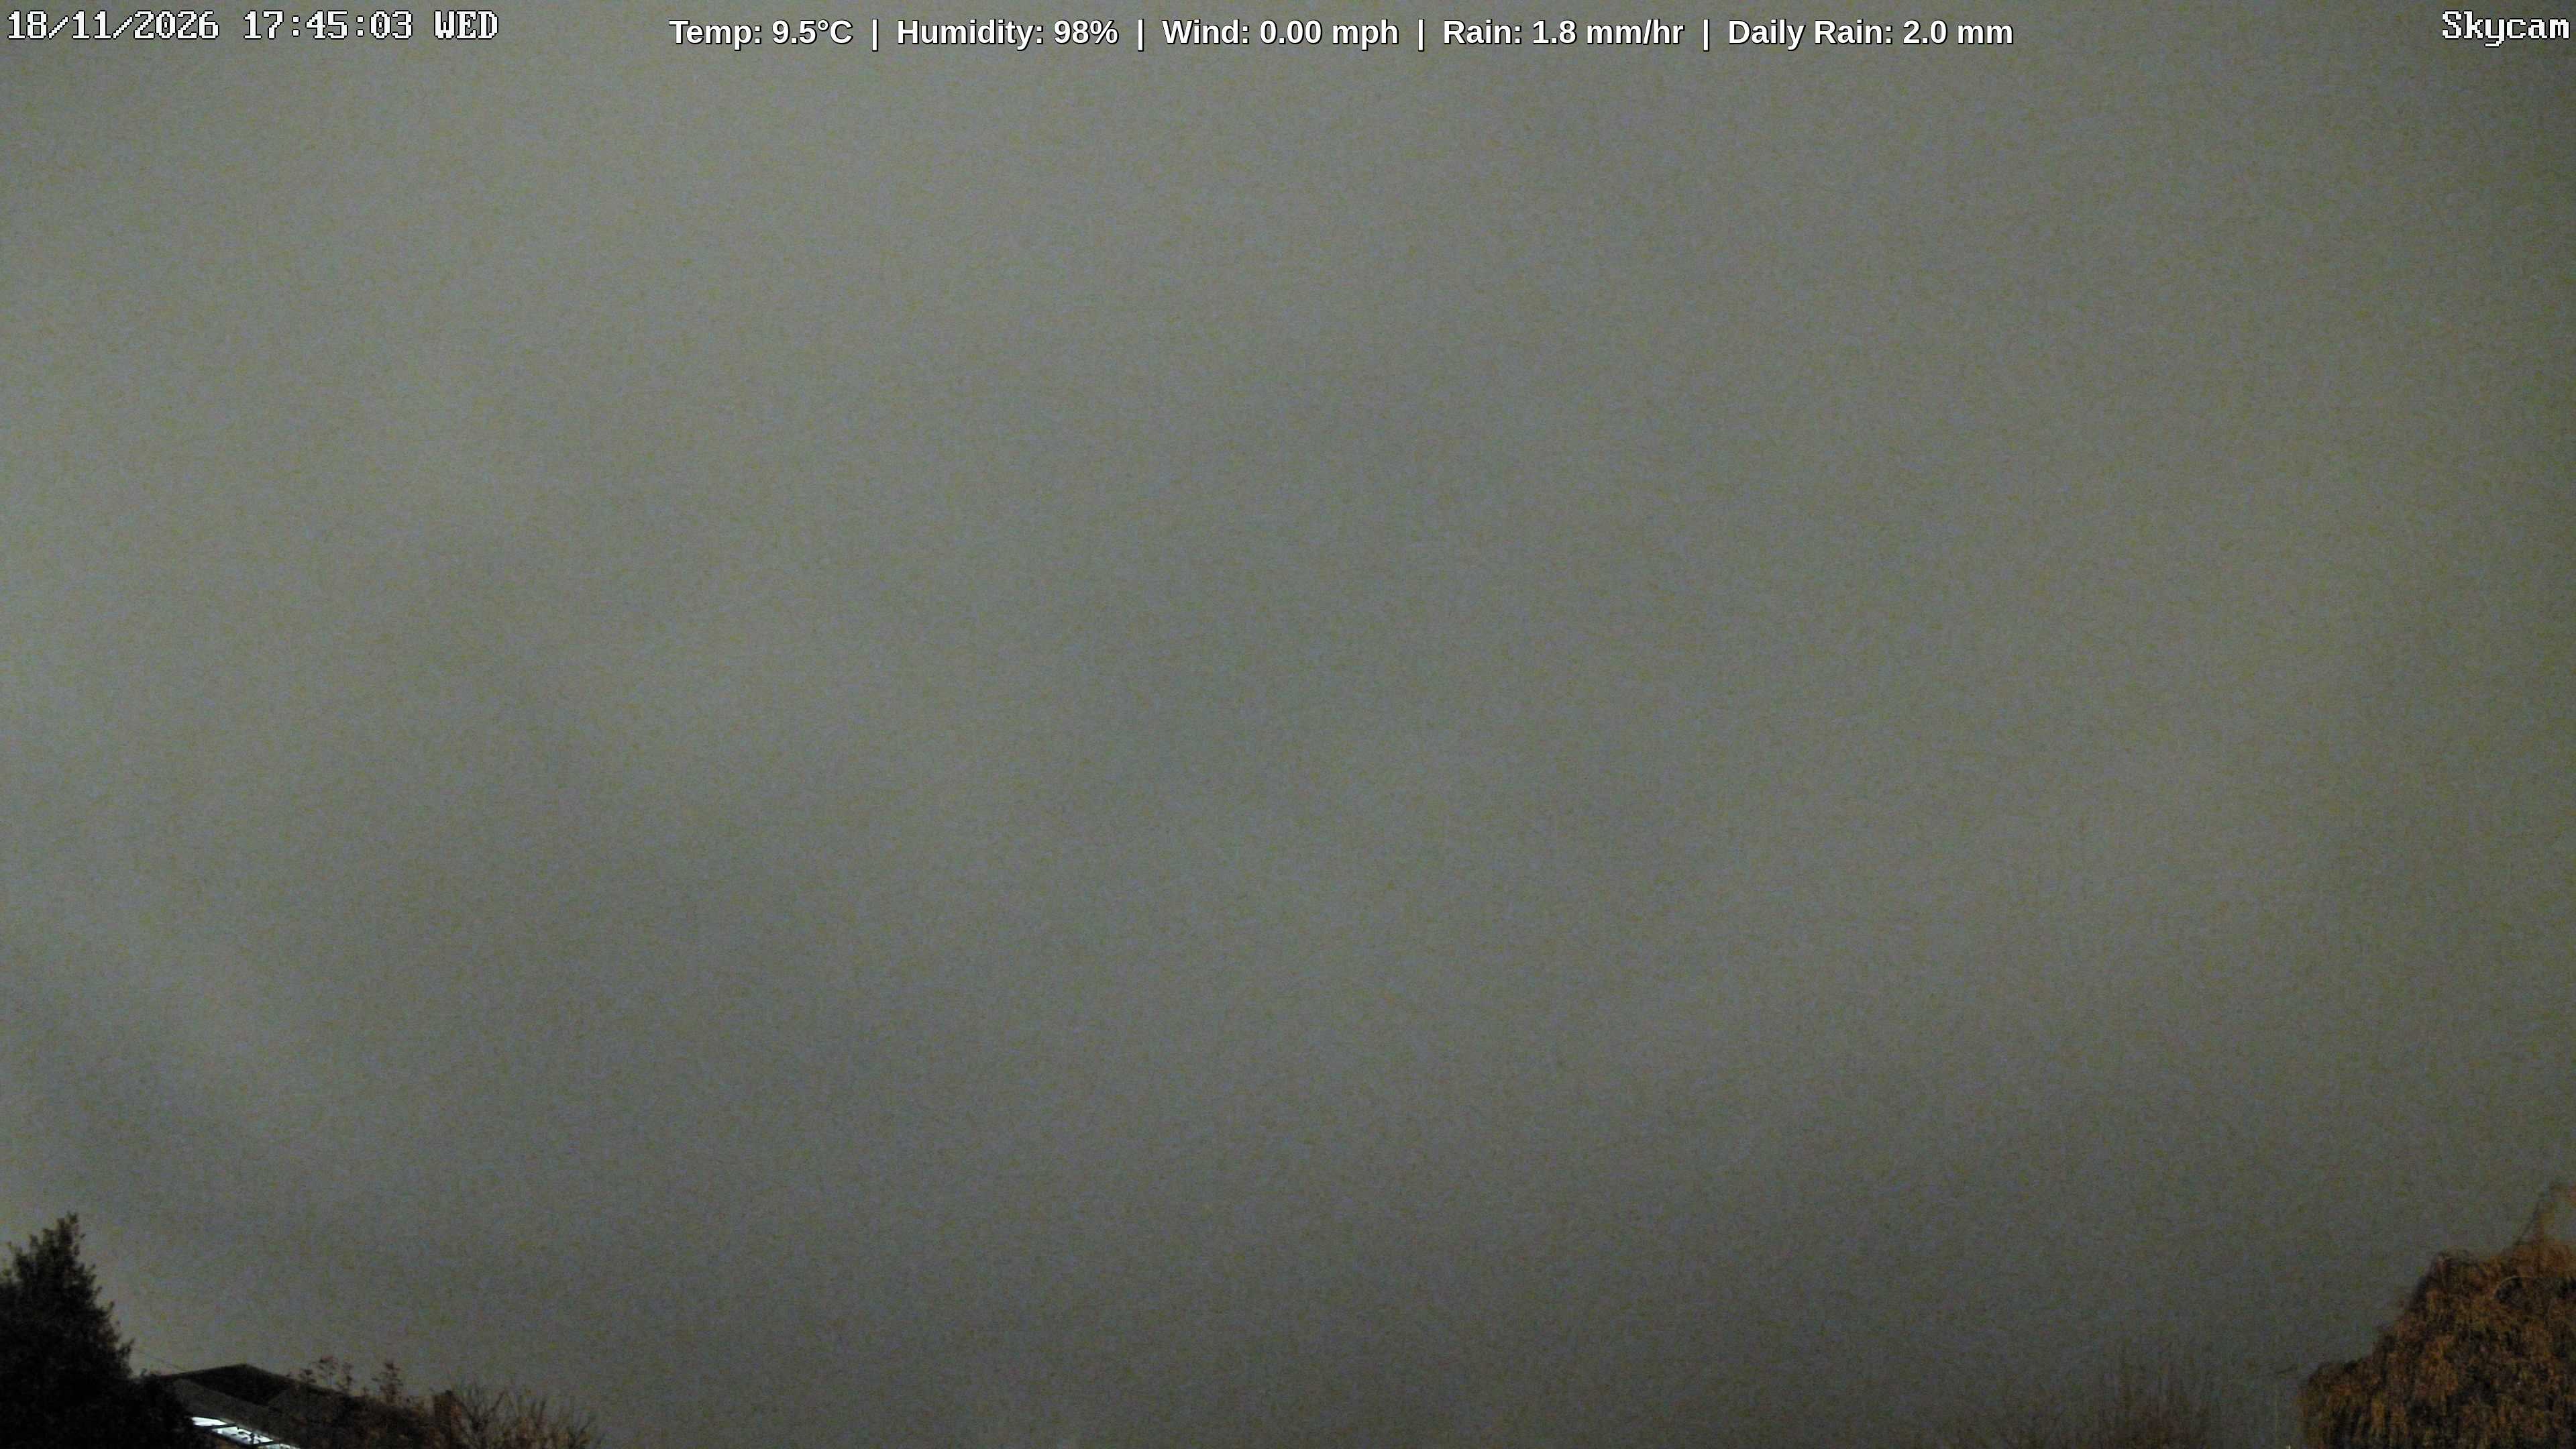 18/11/2026 17:45:03 WED
Temp: 9.5°C | Humidity: 98% | Wind: 0.00 mph | Rain: 1.8 mm/hr | Daily Rain: 2.0 mm
Skycam